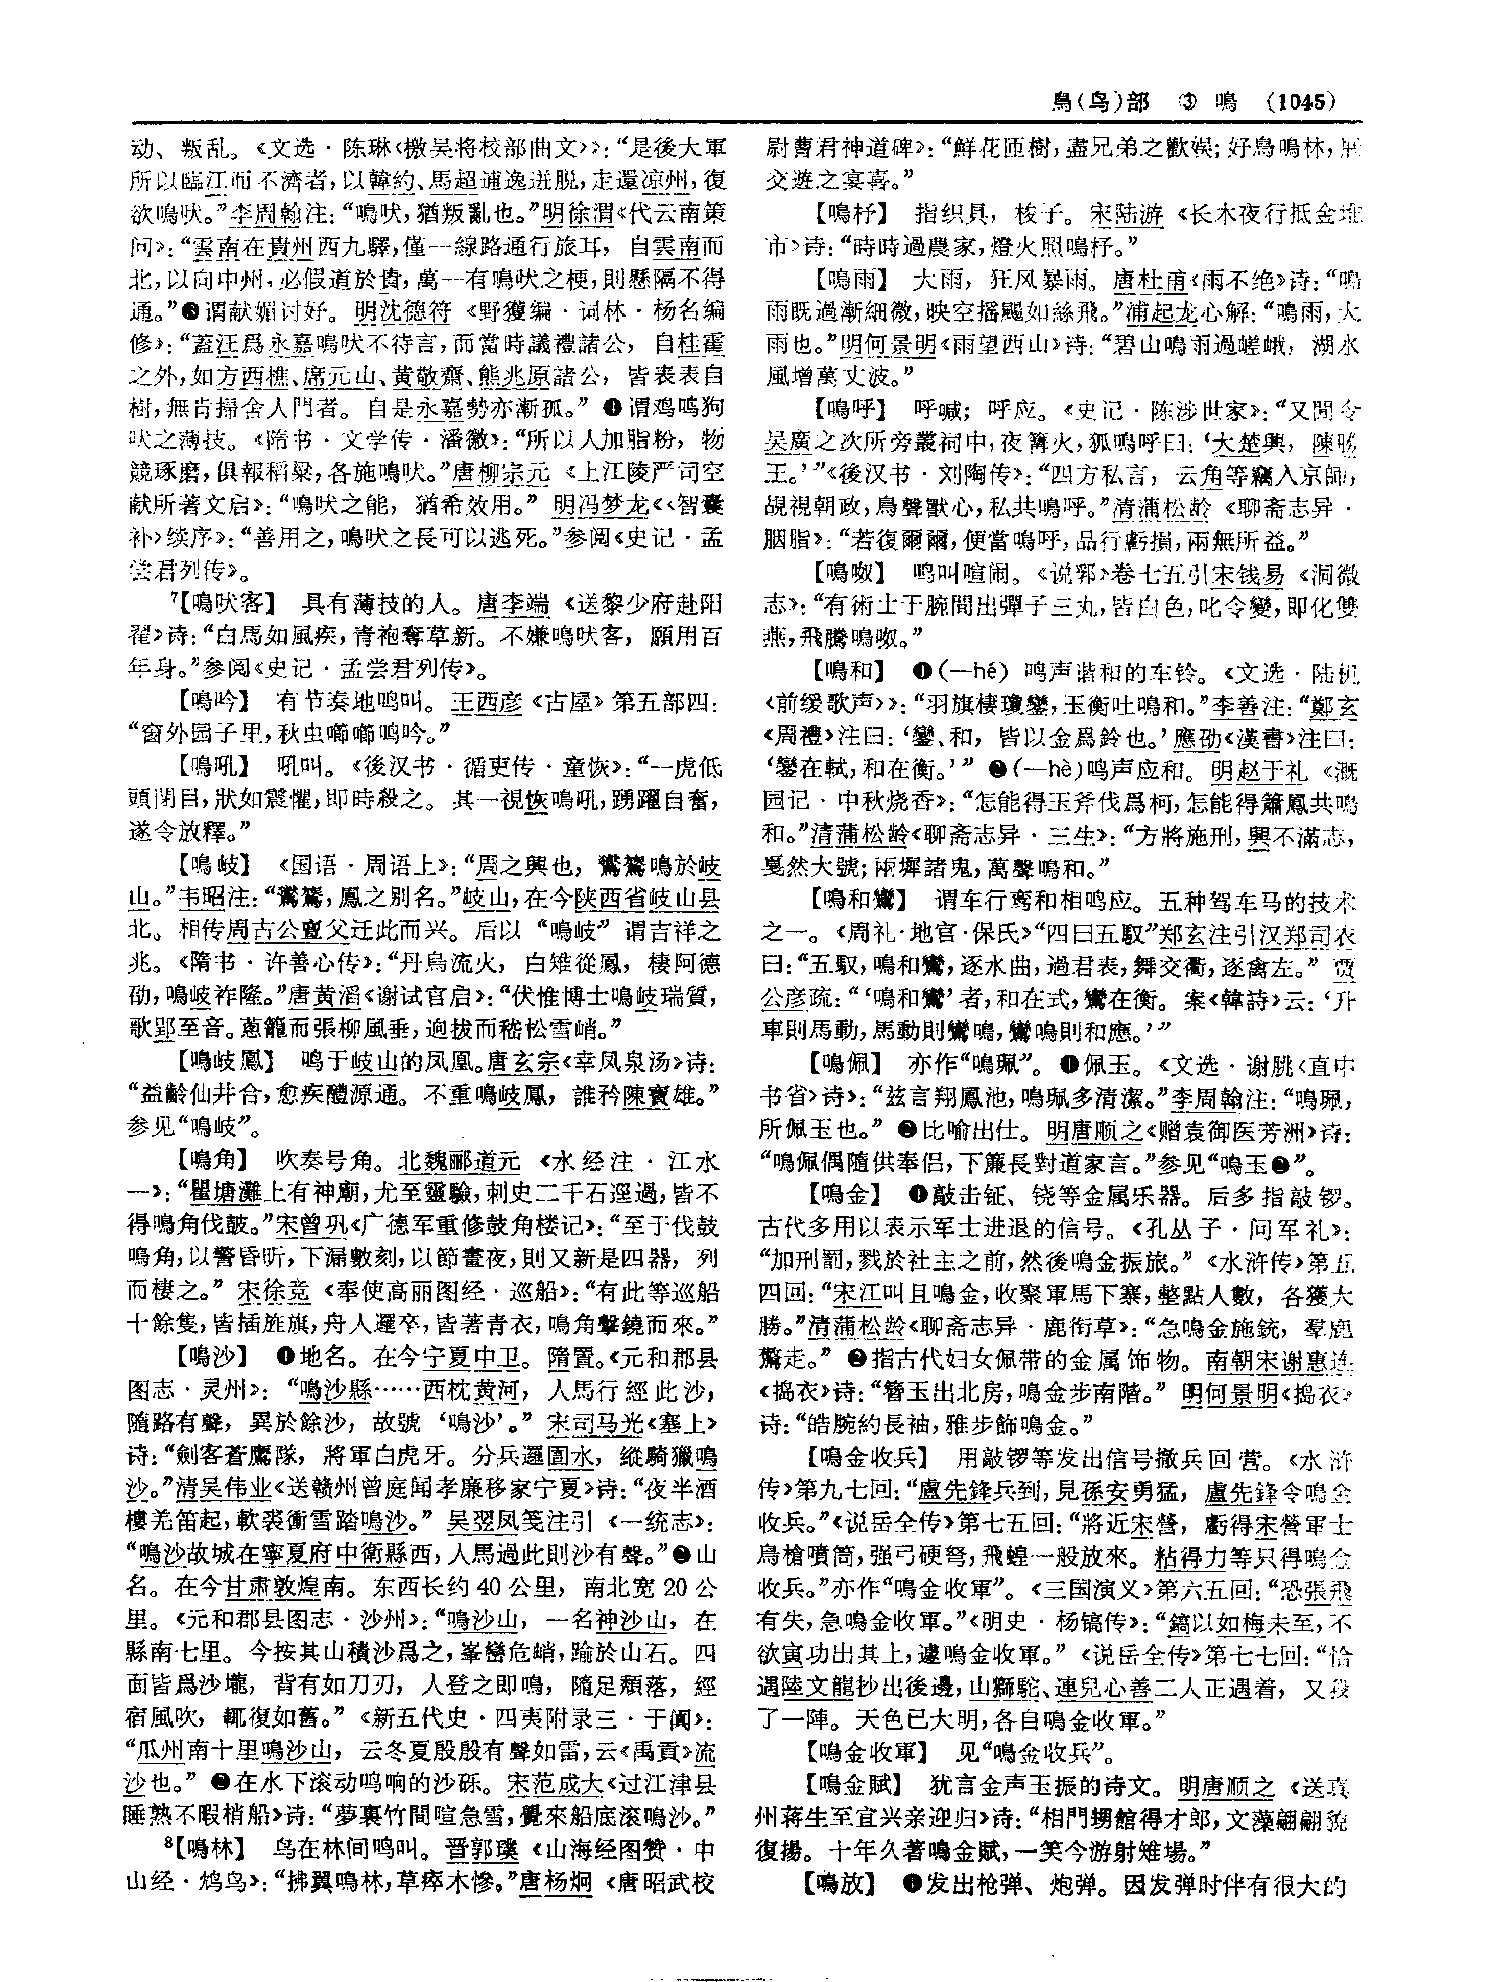 鳥(鸟)部 ③ 鳴 (1045)
动、叛乱。《文选·陈琳〈檄吴将校部曲文〉》：“是後大軍
所以臨江而不濟者，以韓約、馬超逋逸迸脱，走還凉州，復
欲鳴吠。”李周翰注：“鳴吠，猶叛亂也。”明徐渭《代云南策
问》：“雲南在貴州西九驛，僅一線路通行旅耳，自雲南而
北，以向中州，必假道於貴，萬一有鳴吠之梗，則懸隔不得
通。”❸谓献媚讨好。明沈德符《野獲编·词林·杨名编
修》：“蓋汪爲永嘉鳴吠不待言，而當時議禮諸公，自桂霍
之外，如方西樵、席元山、黄敬齋、熊兆原諸公，皆表表自
樹，無肯掃舍人門者。自是永嘉勢亦漸孤。”❹谓鸡鸣狗
吠之薄技。《隋书·文学传·潘徽》：“所以人加脂粉，物
競琢磨，俱報稻粱，各施鳴吠。”唐柳宗元《上江陵严司空
献所著文启》：“鳴吠之能，猶希效用。”明冯梦龙《〈智囊
补〉续序》：“善用之，鳴吠之長可以逃死。”参阅《史记·孟
尝君列传》。
7【鳴吠客】 具有薄技的人。唐李端《送黎少府赴阳
翟》诗：“白馬如風疾，青袍奪草新。不嫌鳴吠客，願用百
年身。”参阅《史记·孟尝君列传》。
【鳴吟】 有节奏地鸣叫。王西彦《古屋》第五部四：
“窗外园子里，秋虫唧唧鸣吟。”
【鳴吼】 吼叫。《後汉书·循吏传·童恢》：“一虎低
頭閉目，狀如震懼，即時殺之。其一視恢鳴吼，踴躍自奮，
遂令放釋。”
【鳴岐】 《国语·周语上》：“周之興也，鸑鷟鳴於岐
山。”韦昭注：“鸑鷟，鳳之别名。”岐山，在今陕西省岐山县
北。相传周古公亶父迁此而兴。后以“鳴岐”谓吉祥之
兆。《隋书·许善心传》：“丹烏流火，白雉從風，棲阿德
劭，鳴岐祚隆。”唐黄滔《谢试官启》：“伏惟博士鳴岐瑞質，
歌郢至音。葱蘢而張柳風垂，逈拔而嵇松雪峭。”
【鳴岐鳳】 鸣于岐山的凤凰。唐玄宗《幸凤泉汤》诗：
“益齡仙井合，愈疾醴源通。不重鳴岐鳳，誰矜陳寶雄。”
参见“鳴岐”。
【鳴角】 吹奏号角。北魏郦道元《水经注·江水
一》：“瞿塘灘上有神廟，尤至靈驗，刺史二千石逕過，皆不
得鳴角伐鼓。”宋曾巩《广德军重修鼓角楼记》：“至于伐鼓
鳴角，以警昏昕，下漏數刻，以節晝夜，則又新是四器，列
而棲之。”宋徐兢《奉使高丽图经·巡船》：“有此等巡船
十餘隻，皆插旌旗，舟人邏卒，皆著青衣，鳴角擊鐃而來。”
【鳴沙】 ❶地名。在今宁夏中卫。隋置。《元和郡县
图志·灵州》：“鳴沙縣……西枕黄河，人馬行經此沙，
隨路有聲，異於餘沙，故號‘鳴沙’。”宋司马光《塞上》
诗：“劍客蒼鷹隊，將軍白虎牙。分兵邏固水，縱騎獵鳴
沙。”清吴伟业《送赣州曾庭闻孝廉移家宁夏》诗：“夜半酒
樓羌笛起，軟裘衝雪踏鳴沙。”吴翌凤笺注引《一统志》：
“鳴沙故城在寧夏府中衛縣西，人馬過此則沙有聲。”❷山
名。在今甘肃敦煌南。东西长约40公里，南北宽20公
里。《元和郡县图志·沙州》：“鳴沙山，一名神沙山，在
縣南七里。今按其山積沙爲之，峯巒危峭，踰於山石。四
面皆爲沙壠，背有如刀刃，人登之即鳴，隨足頹落，經
宿風吹，輒復如舊。”《新五代史·四夷附录三·于阗》：
“瓜州南十里鳴沙山，云冬夏殷殷有聲如雷，云《禹貢》流
沙也。”❷在水下滚动鸣响的沙砾。宋范成大《过江津县
睡熟不暇梢船》诗：“夢裏竹間喧急雪，覺來船底滚鳴沙。”
8【鳴林】 鸟在林间鸣叫。晋郭璞《山海经图赞·中
山经·鸩鸟》：“拂翼鳴林，草瘁木慘。”唐杨炯《唐昭武校
尉曹君神道碑》：“鮮花匝樹，盡兄弟之歡娱；好鳥鳴林，展
交遊之宴喜。”
【鳴杼】 指织具，梭子。宋陆游《长木夜行抵金堆
市》诗：“時時過農家，燈火照鳴杼。”
【鳴雨】 大雨，狂风暴雨。唐杜甫《雨不绝》诗：“鳴
雨既過漸細微，映空摇颺如絲飛。”浦起龙心解：“鳴雨，大
雨也。”明何景明《雨望西山》诗：“碧山鳴雨過嵯峨，湖水
風增萬丈波。”
【鳴呼】 呼喊；呼应。《史记·陈涉世家》：“又閒令
吴廣之次所旁叢祠中，夜篝火，狐鳴呼曰：‘大楚興，陳勝
王。’”《後汉书·刘陶传》：“四方私言，云角等竊入京師，
覘視朝政，鳥聲獸心，私共鳴呼。”清蒲松龄《聊斋志异·
胭脂》：“若復爾爾，便當鳴呼，品行虧損，兩無所益。”
【鳴呶】 鸣叫喧闹。《说郛》卷七五引宋钱易《洞微
志》：“有術士于腕間出彈子三丸，皆白色，叱令變，即化雙
燕，飛騰鳴呶。”
【鳴和】 ❶(—hé) 鸣声谐和的车铃。《文选·陆机
〈前缓歌声〉》：“羽旗棲瓊鑾，玉衡吐鳴和。”李善注：“鄭玄
《周禮》注曰：‘鑾、和，皆以金爲鈴也。’應劭《漢書》注曰：
‘鑾在軾，和在衡。’”❷(—hè)鸣声应和。明赵于礼《溉
园记·中秋烧香》：“怎能得玉斧伐爲柯，怎能得簫鳳共鳴
和。”清蒲松龄《聊斋志异·三生》：“方將施刑，興不滿志，
戛然大號；兩墀諸鬼，萬聲鳴和。”
【鳴和鸞】 谓车行鸾和相鸣应。五种驾车马的技术
之一。《周礼·地官·保氏》“四曰五馭”郑玄注引汉郑司农
曰：“五馭，鳴和鸞，逐水曲，過君表，舞交衢，逐禽左。”贾
公彦疏：“‘鳴和鸞’者，和在式，鸞在衡。案《韓詩》云：‘升
車則馬動，馬動則鸞鳴，鸞鳴則和應。’”
【鳴佩】 亦作“鳴珮”。❶佩玉。《文选·谢朓〈直中
书省〉诗》：“兹言翔鳳池，鳴珮多清潔。”李周翰注：“鳴珮，
所佩玉也。”❷比喻出仕。明唐顺之《赠袁御医芳洲》诗：
“鳴佩偶隨供奉侣，下簾長對道家言。”参见“鳴玉❷”。
【鳴金】 ❶敲击钲、铙等金属乐器。后多指敲锣。
古代多用以表示军士进退的信号。《孔丛子·问军礼》：
“加刑罰，戮於社主之前，然後鳴金振旅。”《水浒传》第五
四回：“宋江叫且鳴金，收聚軍馬下寨，整點人數，各獲大
勝。”清蒲松龄《聊斋志异·鹿衔草》：“急鳴金施銃，羣鹿
驚走。”❷指古代妇女佩带的金属饰物。南朝宋谢惠连
《捣衣》诗：“簪玉出北房，鳴金步南階。”明何景明《捣衣》
诗：“皓腕約長袖，雅步飾鳴金。”
【鳴金收兵】 用敲锣等发出信号撤兵回营。《水浒
传》第九七回：“盧先鋒兵到，見孫安勇猛，盧先鋒令鳴金
收兵。”《说岳全传》第七五回：“將近宋營，虧得宋營軍士
鳥槍噴筒，强弓硬弩，飛蝗一般放來。粘得力等只得鳴金
收兵。”亦作“鳴金收軍”。《三国演义》第六五回：“恐張飛
有失，急鳴金收軍。”《明史·杨镐传》：“鎬以如梅未至，不
欲寅功出其上，遽鳴金收軍。”《说岳全传》第七七回：“恰
遇陸文龍抄出後邊，山獅駝、連兒心善二人正遇着，又殺
了一陣。天色已大明，各自鳴金收軍。”
【鳴金收軍】 见“鳴金收兵”。
【鳴金賦】 犹言金声玉振的诗文。明唐顺之《送真
州蒋生至宜兴亲迎归》诗：“相門甥館得才郎，文藻翩翩貌
復揚。十年久著鳴金賦，一笑今游射雉場。”
【鳴放】 ❶发出枪弹、炮弹。因发弹时伴有很大的